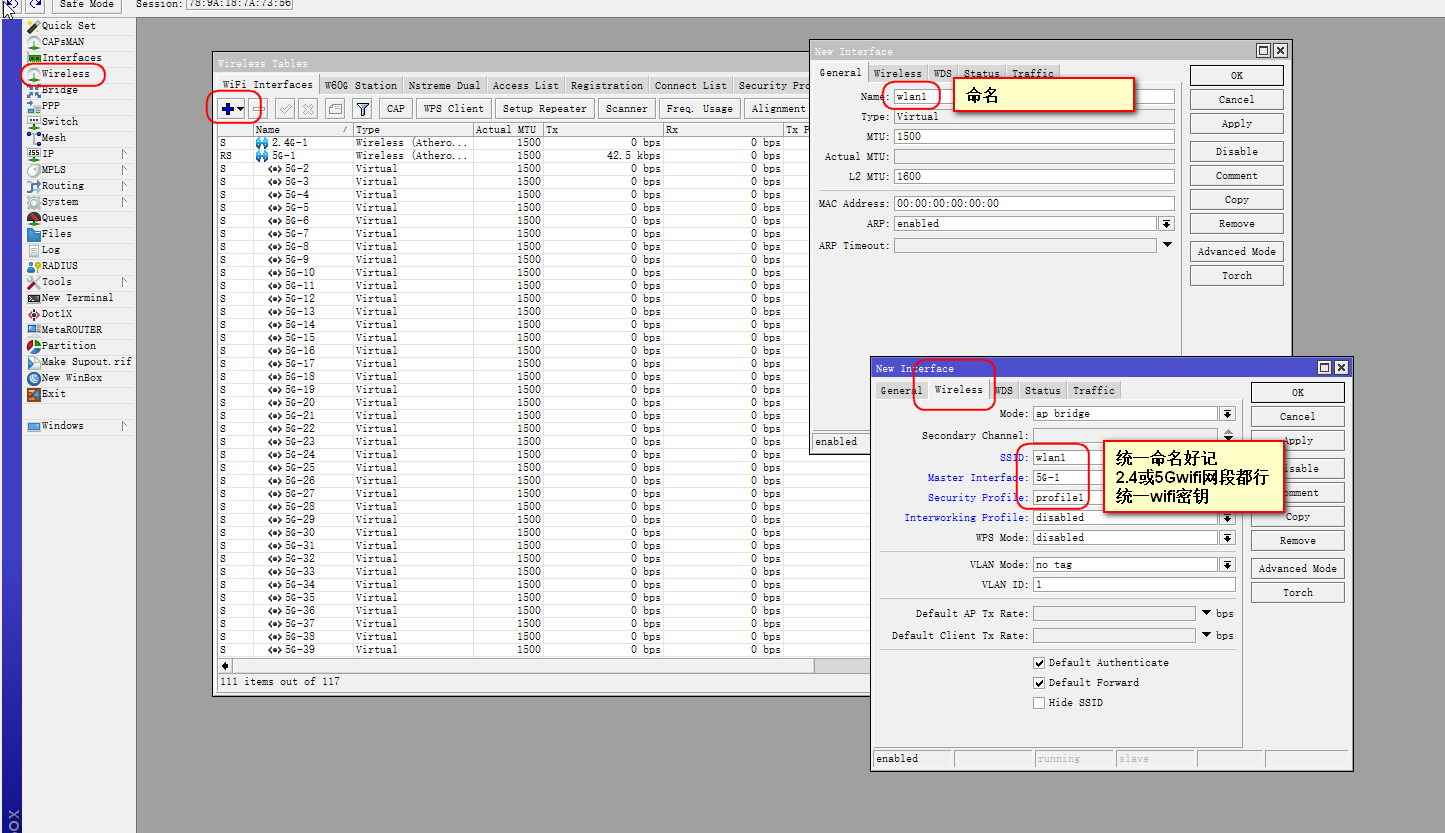 Safe Mode
Session: 78:9A:18:7A:73:56
Quick Set
CAPsMAN
Interfaces
Wireless
Bridge
PPP
Switch
Mesh
IP
MPLS
Routing
System
Queues
Files
Log
RADIUS
Tools
New Terminal
Dot1X
MetaROUTER
Partition
Make Supout.rif
New WinBox
Exit
Windows
Wireless Tables
WiFi Interfaces W60G Station Nstreme Dual Access List Registration Connect List Security Pro
CAP WPS Client Setup Repeater Scanner Freq. Usage Alignment
Name / Type Actual MTU Tx Rx Tx P
S 2.4G-1 Wireless (Athero... 1500 0 bps 0 bps
RS 5G-1 Wireless (Athero... 1500 42.5 kbps 0 bps
S 5G-2 Virtual 1500 0 bps 0 bps
S 5G-3 Virtual 1500 0 bps 0 bps
S 5G-4 Virtual 1500 0 bps 0 bps
S 5G-5 Virtual 1500 0 bps 0 bps
S 5G-6 Virtual 1500 0 bps 0 bps
S 5G-7 Virtual 1500 0 bps 0 bps
S 5G-8 Virtual 1500 0 bps 0 bps
S 5G-9 Virtual 1500 0 bps 0 bps
S 5G-10 Virtual 1500 0 bps 0 bps
S 5G-11 Virtual 1500 0 bps 0 bps
S 5G-12 Virtual 1500 0 bps 0 bps
S 5G-13 Virtual 1500 0 bps 0 bps
S 5G-14 Virtual 1500 0 bps 0 bps
S 5G-15 Virtual 1500 0 bps 0 bps
S 5G-16 Virtual 1500 0 bps 0 bps
S 5G-17 Virtual 1500 0 bps 0 bps
S 5G-18 Virtual 1500 0 bps 0 bps
S 5G-19 Virtual 1500 0 bps 0 bps
S 5G-20 Virtual 1500 0 bps 0 bps
S 5G-21 Virtual 1500 0 bps 0 bps
S 5G-22 Virtual 1500 0 bps 0 bps
S 5G-23 Virtual 1500 0 bps 0 bps
S 5G-24 Virtual 1500 0 bps 0 bps
S 5G-25 Virtual 1500 0 bps 0 bps
S 5G-26 Virtual 1500 0 bps 0 bps
S 5G-27 Virtual 1500 0 bps 0 bps
S 5G-28 Virtual 1500 0 bps 0 bps
S 5G-29 Virtual 1500 0 bps 0 bps
S 5G-30 Virtual 1500 0 bps 0 bps
S 5G-31 Virtual 1500 0 bps 0 bps
S 5G-32 Virtual 1500 0 bps 0 bps
S 5G-33 Virtual 1500 0 bps 0 bps
S 5G-34 Virtual 1500 0 bps 0 bps
S 5G-35 Virtual 1500 0 bps 0 bps
S 5G-36 Virtual 1500 0 bps 0 bps
S 5G-37 Virtual 1500 0 bps 0 bps
S 5G-38 Virtual 1500 0 bps 0 bps
S 5G-39 Virtual 1500 0 bps 0 bps
111 items out of 117
New Interface
General Wireless WDS Status Traffic
Name: wlan1
命名
Type: Virtual
MTU: 1500
Actual MTU:
L2 MTU: 1600
MAC Address: 00:00:00:00:00:00
ARP: enabled
ARP Timeout:
OK
Cancel
Apply
Disable
Comment
Copy
Remove
Advanced Mode
Torch
enabled
New Interface
General Wireless WDS Status Traffic
Mode: ap bridge
Secondary Channel:
SSID: wlan1
Master Interface: 5G-1
Security Profile: profile1
Interworking Profile: disabled
WPS Mode: disabled
VLAN Mode: no tag
VLAN ID: 1
Default AP Tx Rate: bps
Default Client Tx Rate: bps
Default Authenticate
Default Forward
Hide SSID
统一命名好记
2.4或5Gwifi网段都行
统一wifi密钥
OK
Cancel
Apply
isable
omment
Copy
Remove
Advanced Mode
Torch
enabled running slave